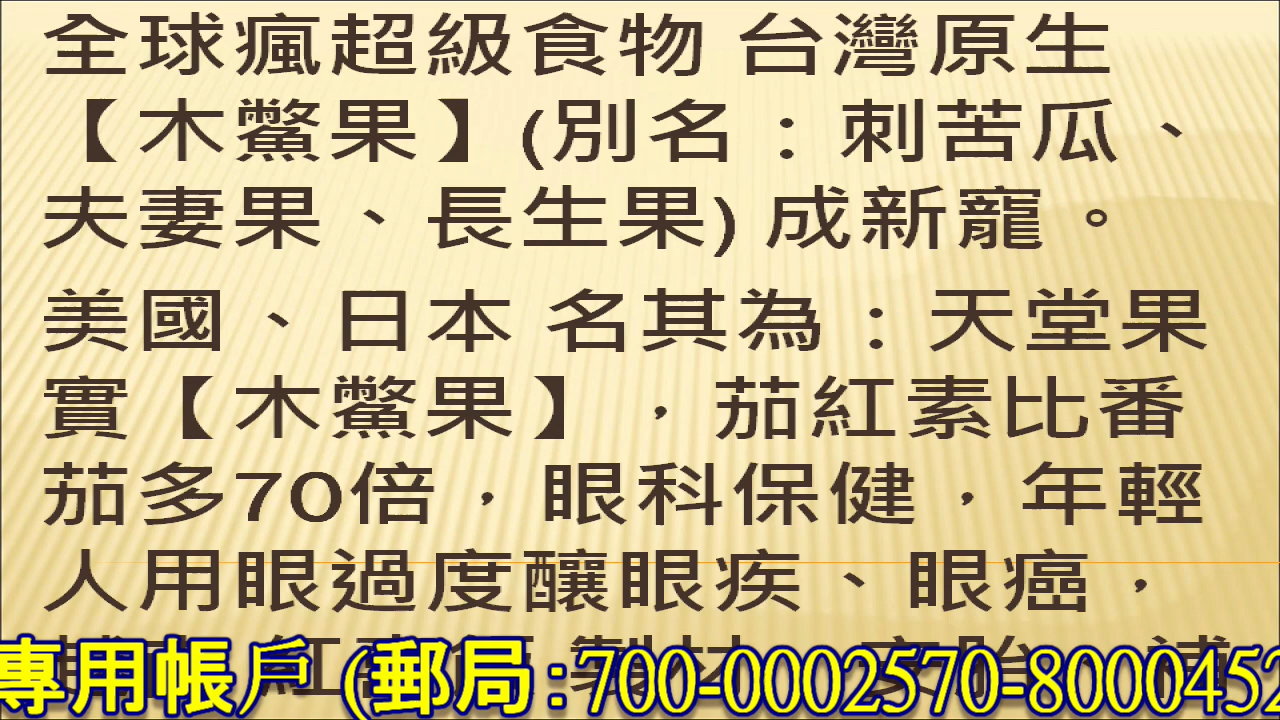 全球瘋超級食物 台灣原生
【木鱉果】(別名：刺苦瓜、
夫妻果、長生果) 成新寵。
美國、日本 名其為：天堂果
實【木鱉果】，茄紅素比番
茄多70倍，眼科保健，年輕
人用眼過度釀眼疾、眼癌，
專用帳戶 (郵局:700-0002570-8000452